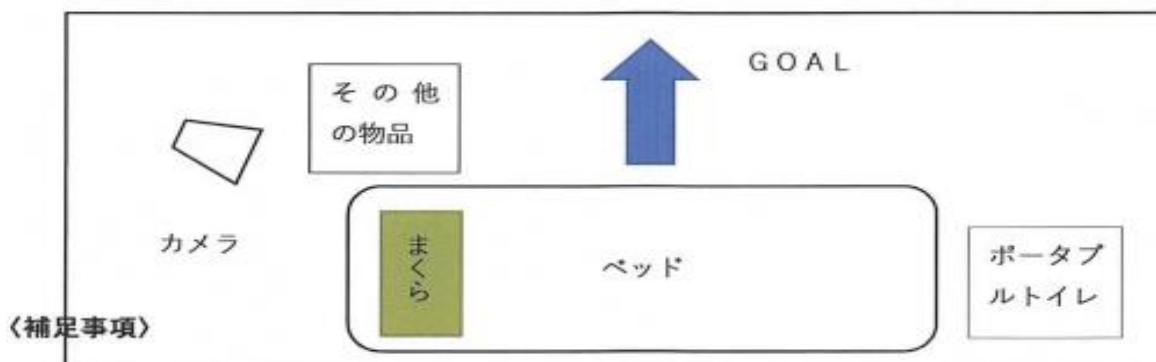 GOAL
その他
の物品
カメラ
まくら
ベッド
ポータブ
ルトイレ
〈補足事項〉